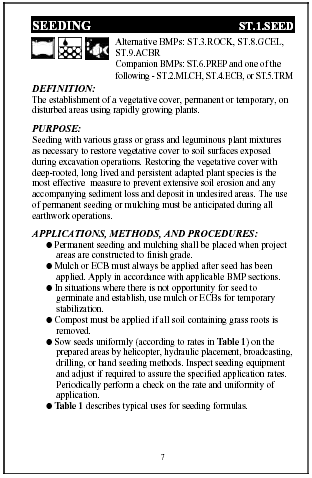 SEEDING ST.1.SEED
Alternative BMPs: ST.3.ROCK, ST.8.GCEL,
ST.9.ACBR
Companion BMPs: ST.6.PREP and one of the
following - ST.2.MLCH, ST.4.ECB, or ST.5.TRM
DEFINITION:
The establishment of a vegetative cover, permanent or temporary, on
disturbed areas using rapidly growing plants.
PURPOSE:
Seeding with various grass or grass and leguminous plant mixtures
as necessary to restore vegetative cover to soil surfaces exposed
during excavation operations. Restoring the vegetative cover with
deep-rooted, long lived and persistent adapted plant species is the
most effective measure to prevent extensive soil erosion and any
accompanying sediment loss and deposit in undesired areas. The use
of permanent seeding or mulching must be anticipated during all
earthwork operations.
APPLICATIONS, METHODS, AND PROCEDURES:
● Permanent seeding and mulching shall be placed when project
areas are constructed to finish grade.
● Mulch or ECB must always be applied after seed has been
applied. Apply in accordance with applicable BMP sections.
● In situations where there is not opportunity for seed to
germinate and establish, use mulch or ECBs for temporary
stabilization.
● Compost must be applied if all soil containing grass roots is
removed.
● Sow seeds uniformly (according to rates in Table 1) on the
prepared areas by helicopter, hydraulic placement, broadcasting,
drilling, or hand seeding methods. Inspect seeding equipment
and adjust if required to assure the specified application rates.
Periodically perform a check on the rate and uniformity of
application.
● Table 1 describes typical uses for seeding formulas.
7